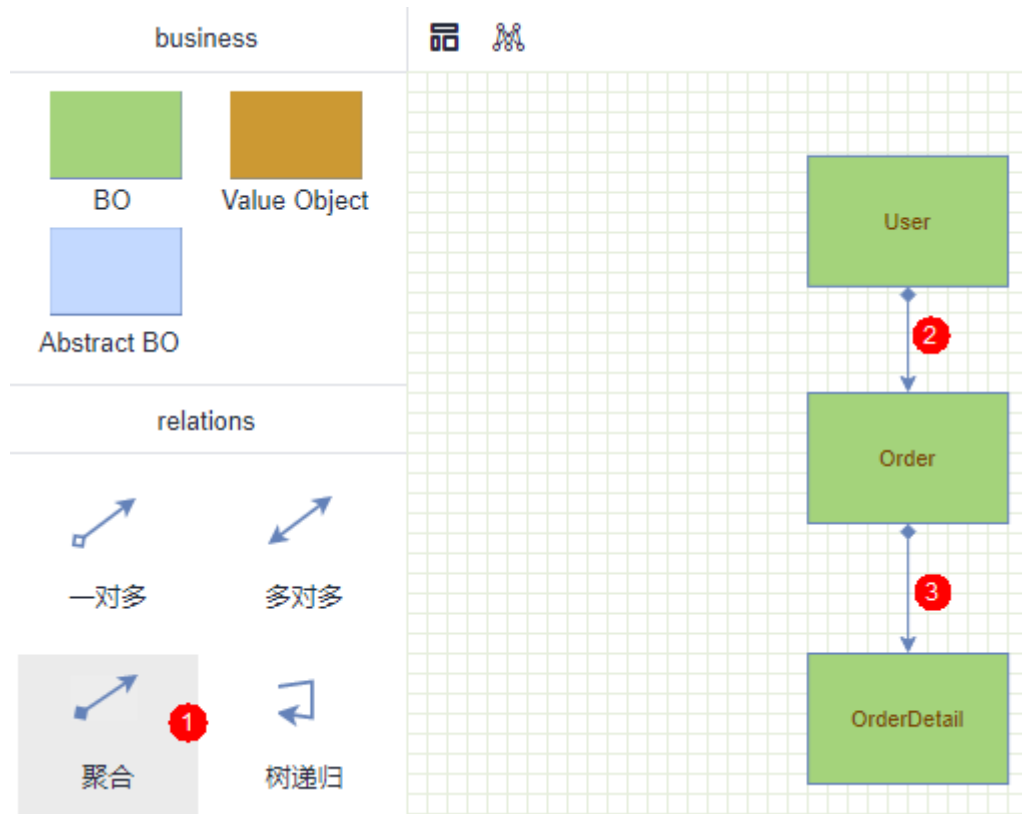 business
BO
Value Object
Abstract BO
relations
一对多
多对多
聚合
1
树递归
User
2
Order
3
OrderDetail